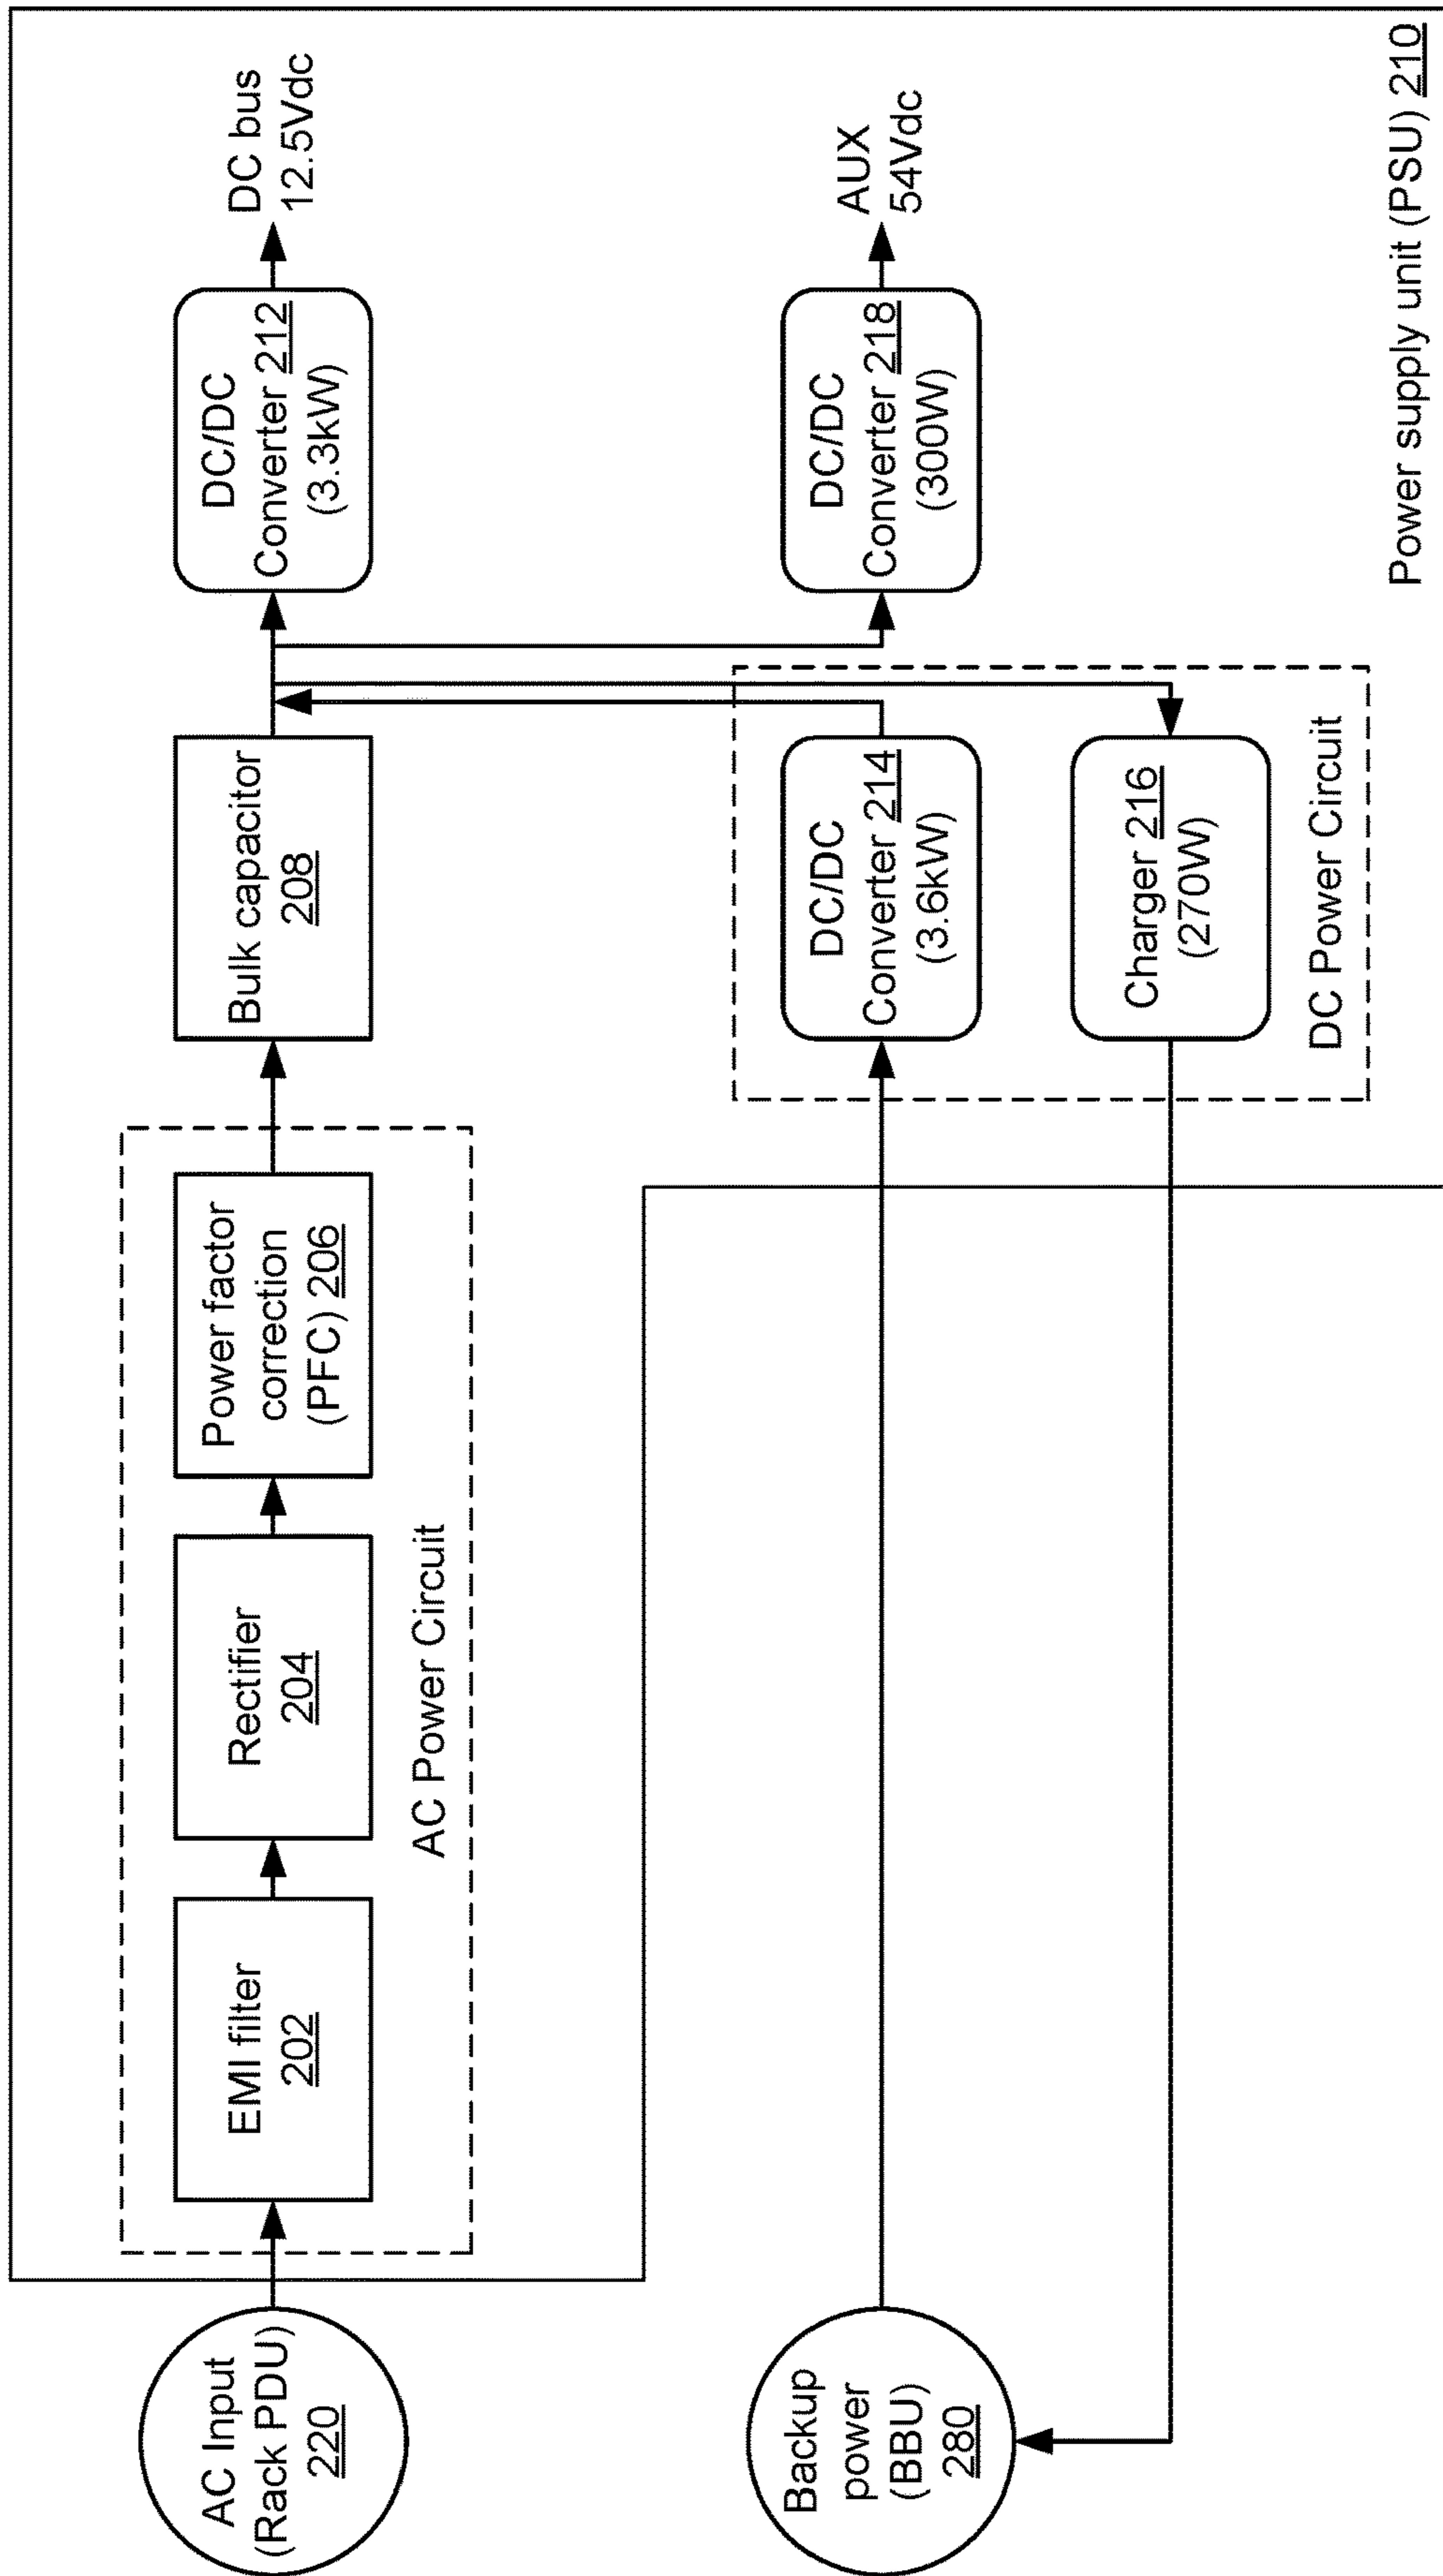 AC Input
(Rack PDU)
220
EMI filter
202
Rectifier
204
Power factor
correction
(PFC) 206
AC Power Circuit
Bulk capacitor
208
DC/DC
Converter 212
(3.3kW)
DC bus
12.5Vdc
Backup
power
(BBU)
280
DC/DC
Converter 214
(3.6kW)
Charger 216
(270W)
DC Power Circuit
DC/DC
Converter 218
(300W)
AUX
54Vdc
Power supply unit (PSU) 210